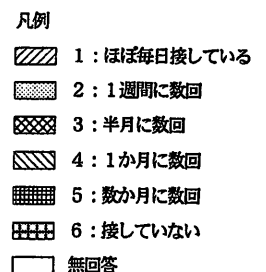 凡例
1：ほぼ毎日接している
2：1週間に数回
3：半月に数回
4：1か月に数回
5：数か月に数回
6：接していない
無回答